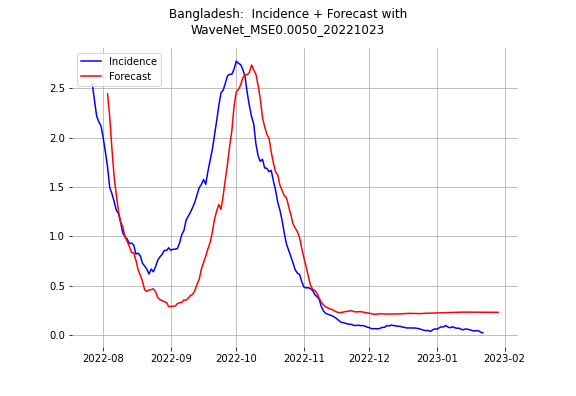 Bangladesh:  Incidence + Forecast with
WaveNet_MSE0.0050_20221023
Incidence
Forecast
2.5
2.0
1.5
1.0
0.5
0.0
2022-08 2022-09 2022-10 2022-11 2022-12 2023-01 2023-02